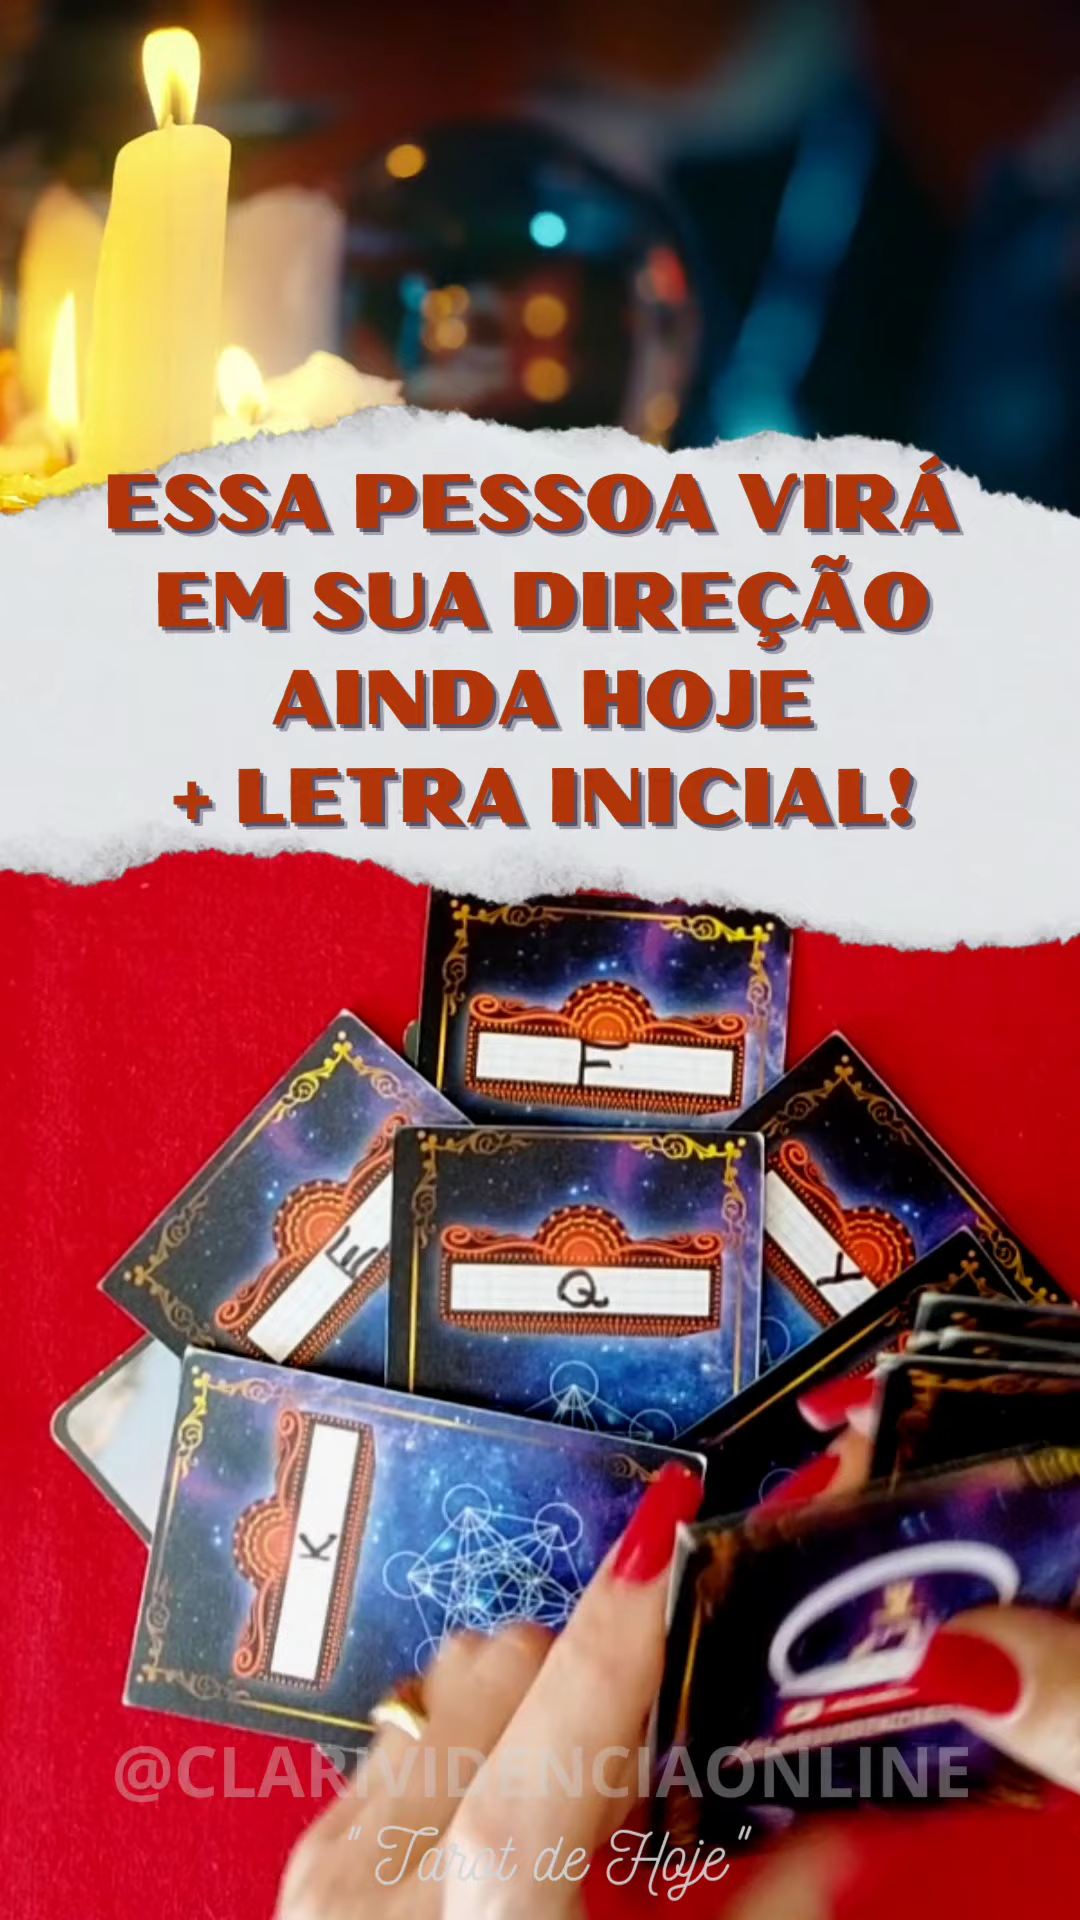 ESSA PESSOA VIRÁ
EM SUA DIREÇÃO
AINDA HOJE
+ LETRA INICIAL!
F
E
Q
Y
K
@CLARIVIDENCIAONLINE
"Tarot de Hoje"